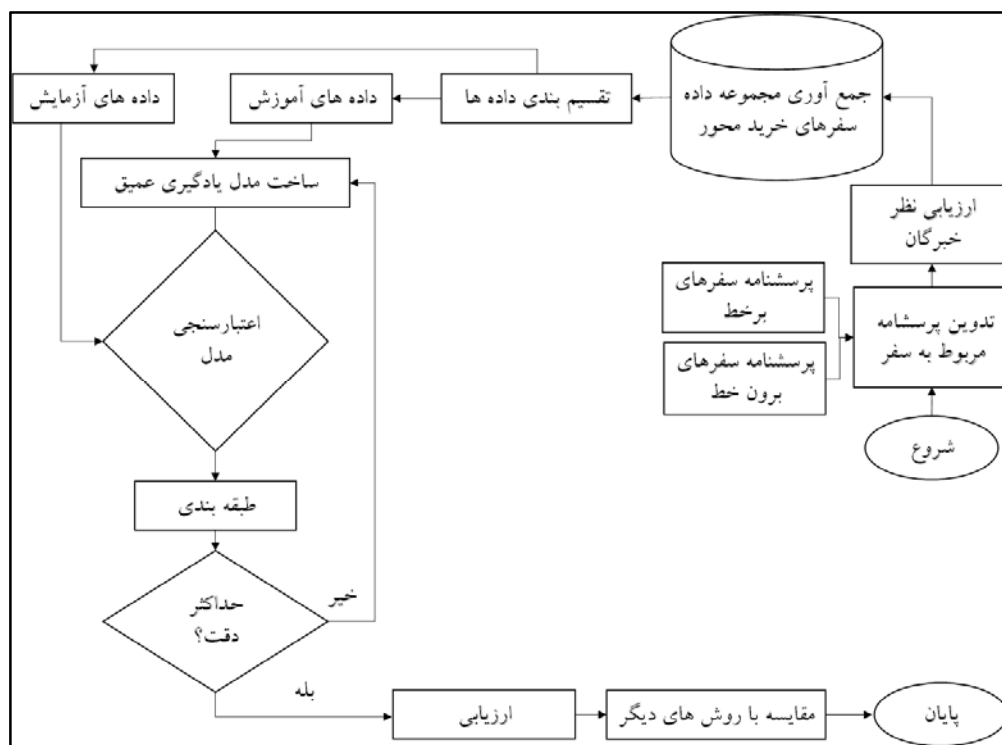 جمع آوری مجموعه داده
سفرهای خرید محور
تقسیم بندی داده ها
داده های آموزش
داده های آزمایش
ساخت مدل یادگیری عمیق
ارزیابی نظر
خبرگان
پرسشنامه سفرهای
برخط
تدوین پرسشامه
مربوط به سفر
پرسشنامه سفرهای
برون خط
شروع
اعتبارسنجی
مدل
طبقه بندی
حداکثر
دقت؟
خیر
بله
ارزیابی
مقایسه با روش های دیگر
پایان